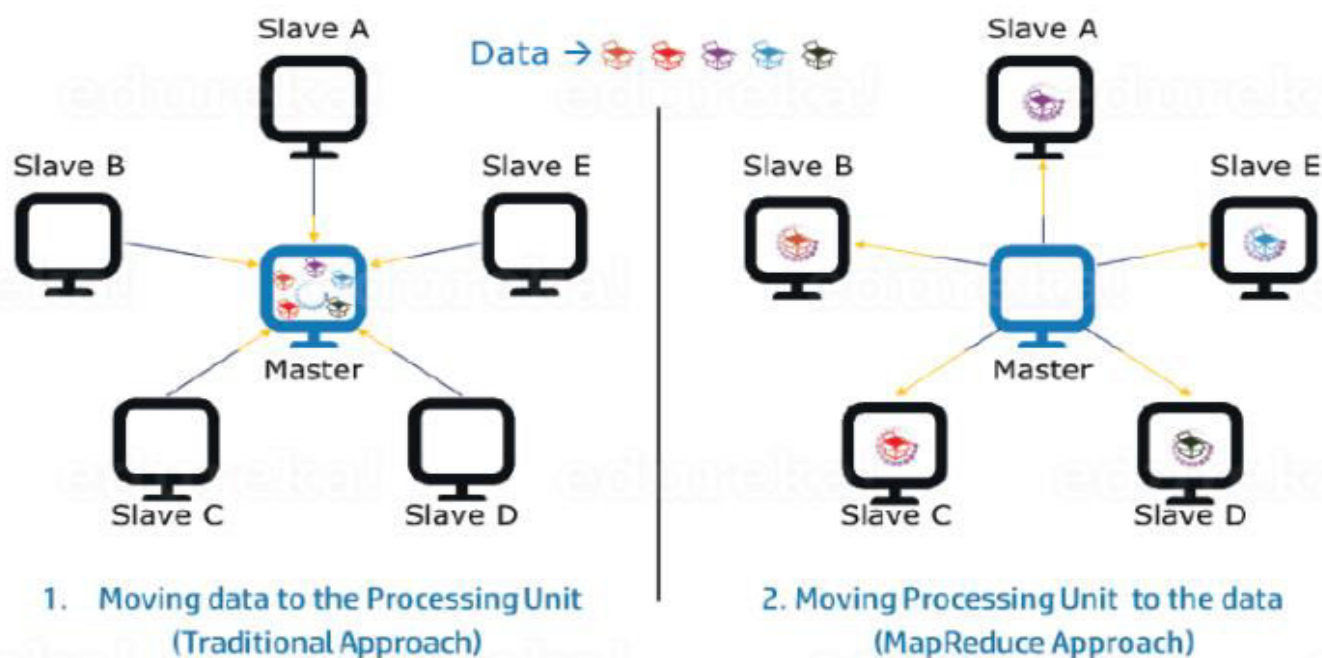 Data →
Slave A
Slave B
Slave E
Master
Slave C
Slave D
1. Moving data to the Processing Unit
(Traditional Approach)
Slave A
Slave B
Slave E
Master
Slave C
Slave D
2. Moving Processing Unit to the data
(MapReduce Approach)